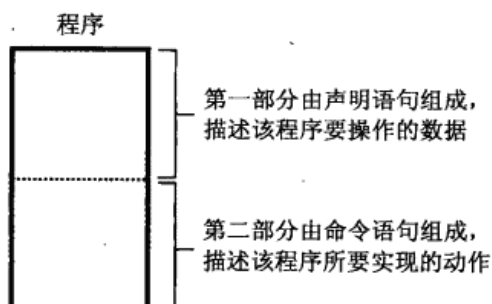 程序
第一部分由声明语句组成，
描述该程序要操作的数据
第二部分由命令语句组成，
描述该程序所要实现的动作